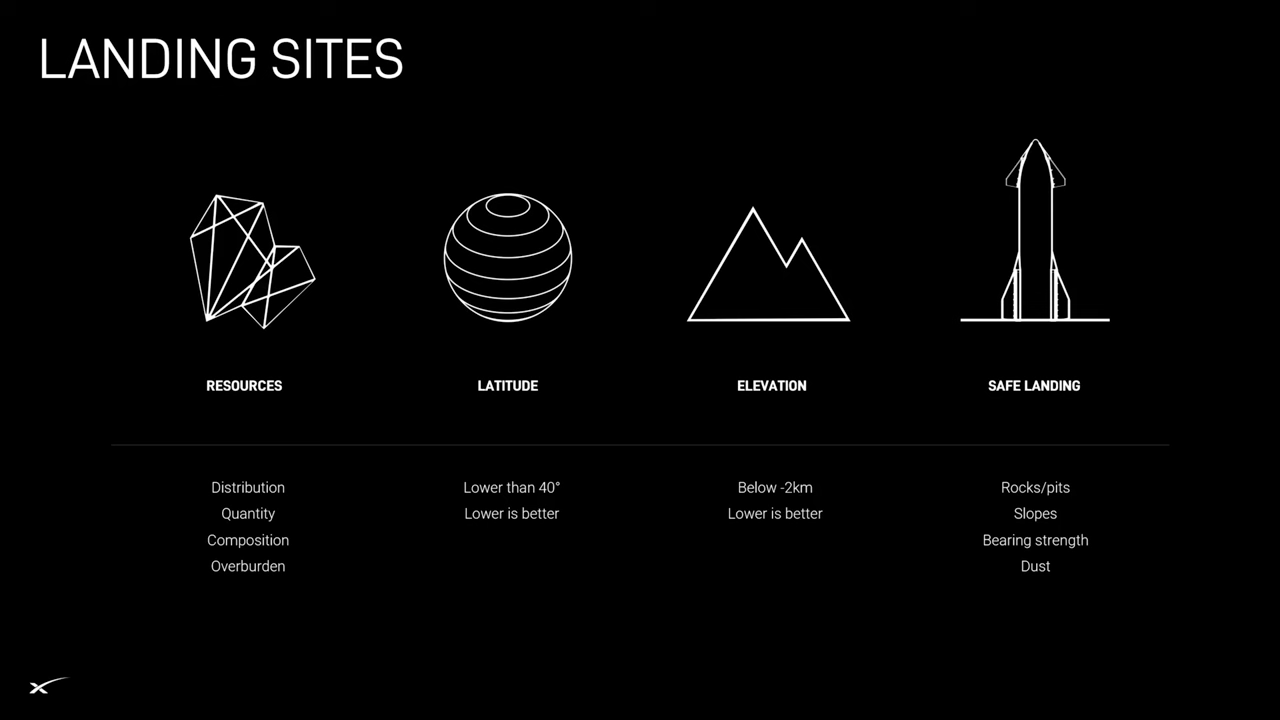 LANDING SITES
RESOURCES
Distribution
Quantity
Composition
Overburden
LATITUDE
Lower than 40°
Lower is better
ELEVATION
Below -2km
Lower is better
SAFE LANDING
Rocks/pits
Slopes
Bearing strength
Dust